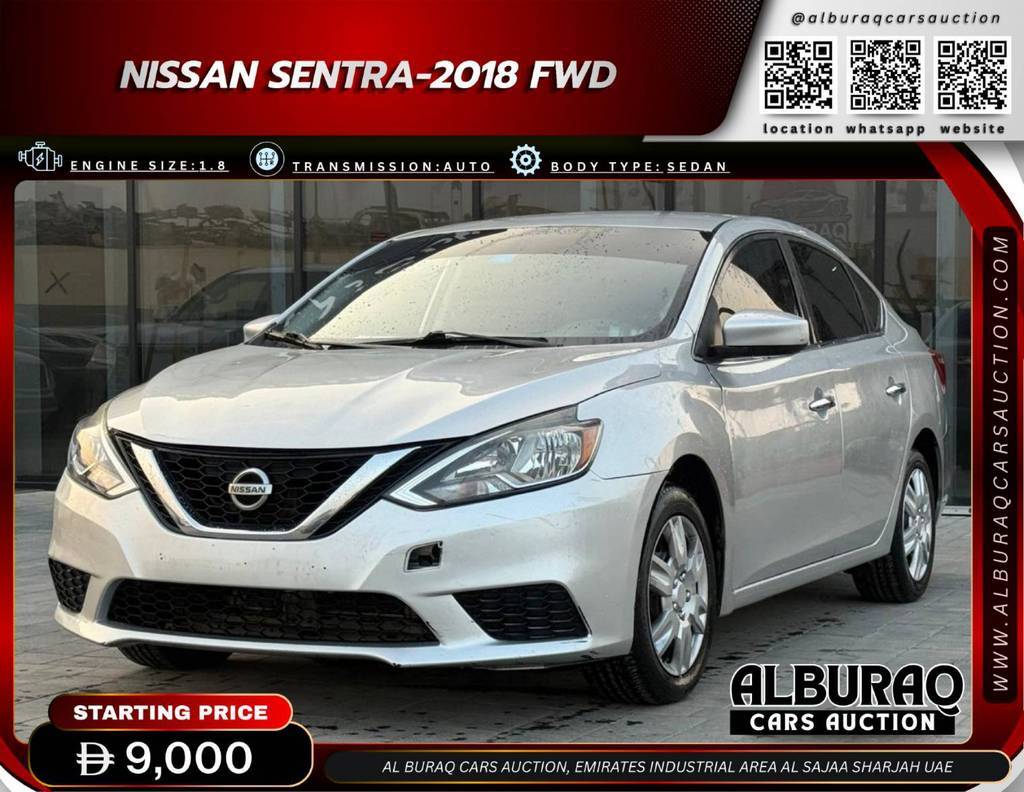 @alburaqcarsauction
NISSAN SENTRA-2018 FWD
location whatsapp website
ENGINE SIZE:1.8
TRANSMISSION:AUTO
BODY TYPE: SEDAN
NISSAN
WWW.ALBURAQCARSAUCTION.COM
ALBURAQ
CARS AUCTION
STARTING PRICE
9,000
AL BURAQ CARS AUCTION, EMIRATES INDUSTRIAL AREA AL SAJAA SHARJAH UAE